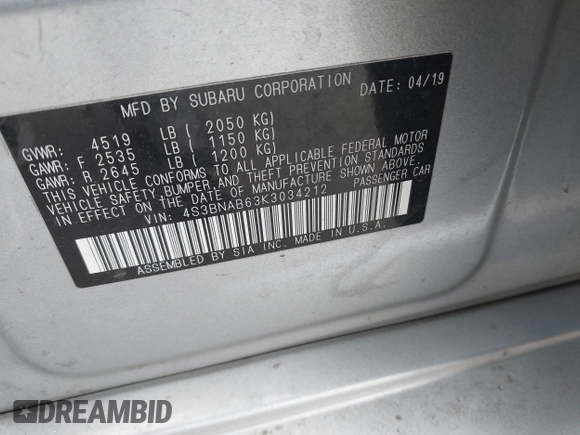 MFD BY SUBARU CORPORATION DATE: 04/19
GVWR: 4519 LB ( 2050 KG)
GAWR: F 2535 LB ( 1150 KG)
GAWR: R 2645 LB ( 1200 KG)
THIS VEHICLE CONFORMS TO ALL APPLICABLE FEDERAL MOTOR
VEHICLE SAFETY, BUMPER, AND THEFT PREVENTION STANDARDS
IN EFFECT ON THE DATE OF MANUFACTURE SHOWN ABOVE.
VIN: 4S3BNAB63K3034212 PASSENGER CAR
ASSEMBLED BY SIA INC. MADE IN U.S.A.
DREAMBID